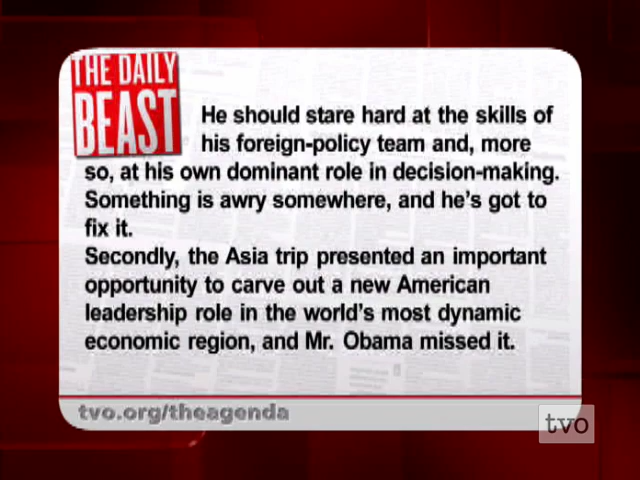 THE DAILY
BEAST
He should stare hard at the skills of
his foreign-policy team and, more
so, at his own dominant role in decision-making.
Something is awry somewhere, and he's got to
fix it.
Secondly, the Asia trip presented an important
opportunity to carve out a new American
leadership role in the world's most dynamic
economic region, and Mr. Obama missed it.
tvo.org/theagenda
tvo